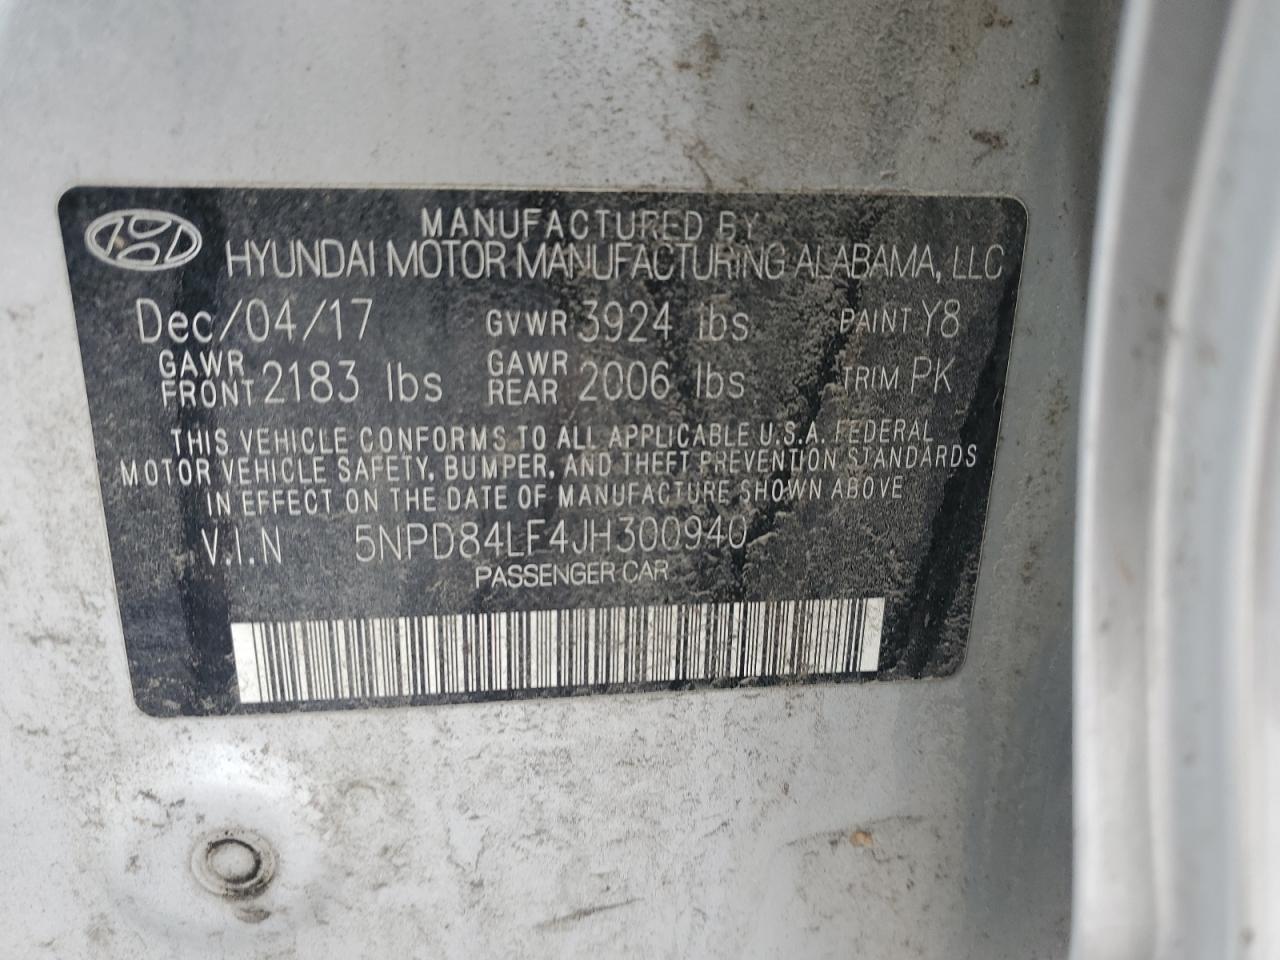 MANUFACTURED BY
HYUNDAI MOTOR MANUFACTURING ALABAMA, LLC
Dec/04/17 GVWR 3924 lbs PAINT Y8
GAWR FRONT 2183 lbs GAWR REAR 2006 lbs TRIM PK
THIS VEHICLE CONFORMS TO ALL APPLICABLE U.S.A. FEDERAL
MOTOR VEHICLE SAFETY, BUMPER, AND THEFT PREVENTION STANDARDS
IN EFFECT ON THE DATE OF MANUFACTURE SHOWN ABOVE
V.I.N 5NPD84LF4JH300940
PASSENGER CAR